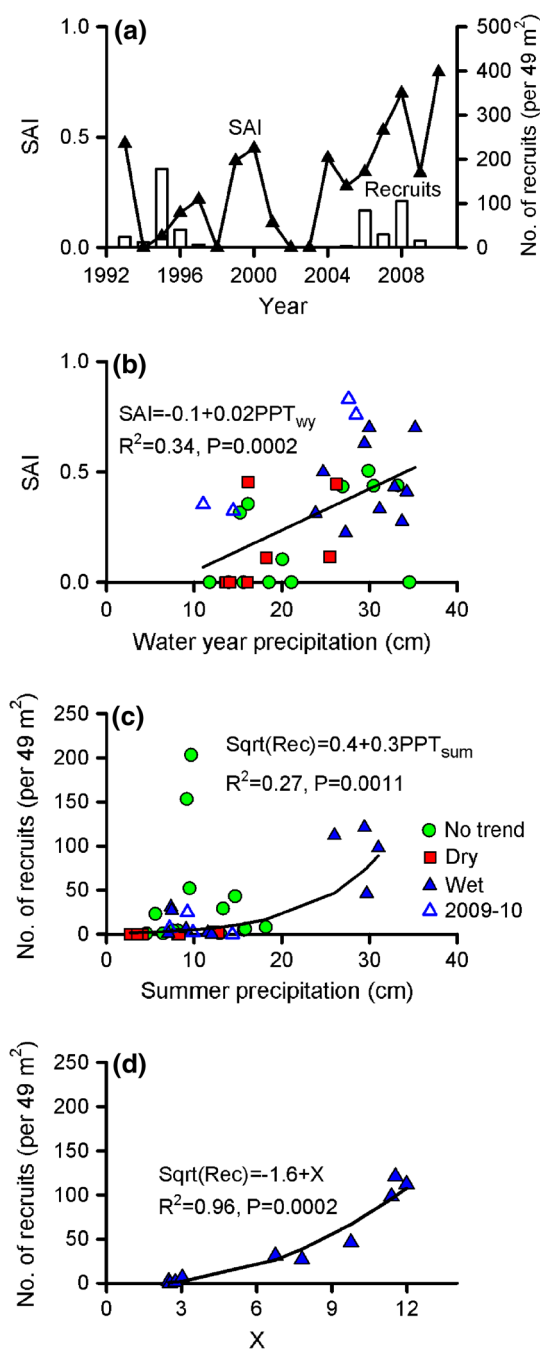 (a)
1.0
0.5
0.0
SAI
500
400
300
200
100
0
No. of recruits (per 49 m²)
SAI
Recruits
1992
1996
2000
2004
2008
Year
(b)
1.0
0.5
0.0
SAI
SAI=-0.1+0.02PPTwy
R²=0.34, P=0.0002
0
10
20
30
40
Water year precipitation (cm)
(c)
250
200
150
100
50
0
No. of recruits (per 49 m²)
Sqrt(Rec)=0.4+0.3PPTsum
R²=0.27, P=0.0011
No trend
Dry
Wet
2009-10
0
10
20
30
40
Summer precipitation (cm)
(d)
250
200
150
100
50
0
No. of recruits (per 49 m²)
Sqrt(Rec)=-1.6+X
R²=0.96, P=0.0002
0
3
6
9
12
X